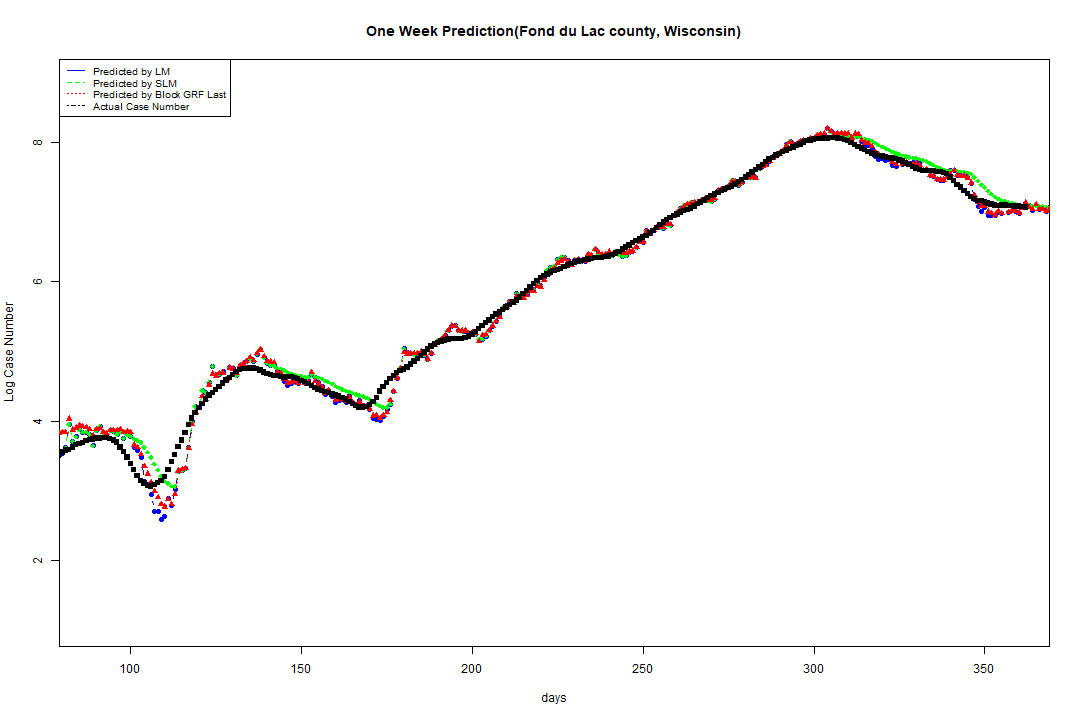 One Week Prediction(Fond du Lac county, Wisconsin)
Predicted by LM
Predicted by SLM
Predicted by Block GRF Last
Actual Case Number
8
6
4
2
Log Case Number
100 150 200 250 300 350
days